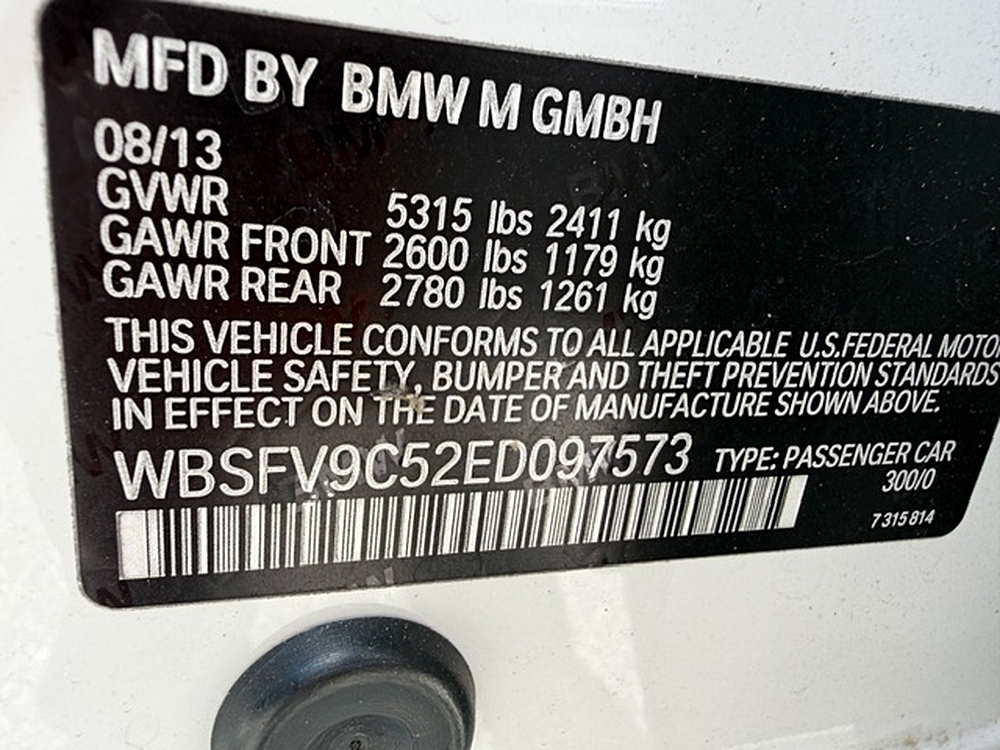 MFD BY BMW M GMBH
08/13
GVWR 5315 lbs 2411 kg
GAWR FRONT 2600 lbs 1179 kg
GAWR REAR 2780 lbs 1261 kg
THIS VEHICLE CONFORMS TO ALL APPLICABLE U.S.FEDERAL MOTO
VEHICLE SAFETY, BUMPER AND THEFT PREVENTION STANDARDS
IN EFFECT ON THE DATE OF MANUFACTURE SHOWN ABOVE.
WBSFV9C52ED097573 TYPE: PASSENGER CAR
300/0
7315814